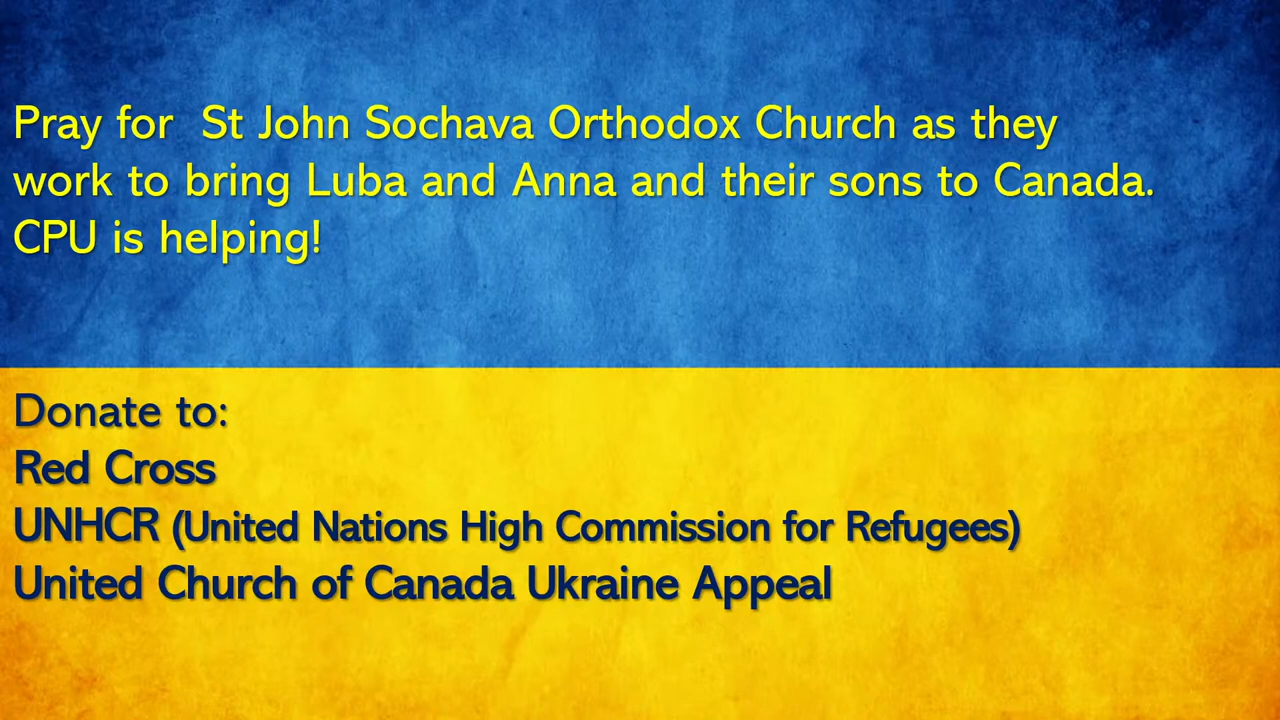 Pray for  St John Sochava Orthodox Church as they
work to bring Luba and Anna and their sons to Canada.
CPU is helping!
Donate to:
Red Cross
UNHCR (United Nations High Commission for Refugees)
United Church of Canada Ukraine Appeal